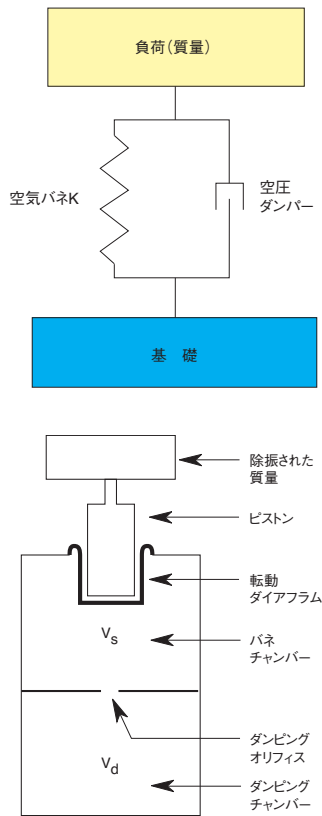 負荷(質量)
空気バネK
空圧
ダンパー
基 礎
除振された
質量
ピストン
転動
ダイアフラム
Vs
バネ
チャンバー
ダンピング
オリフィス
Vd
ダンピング
チャンバー